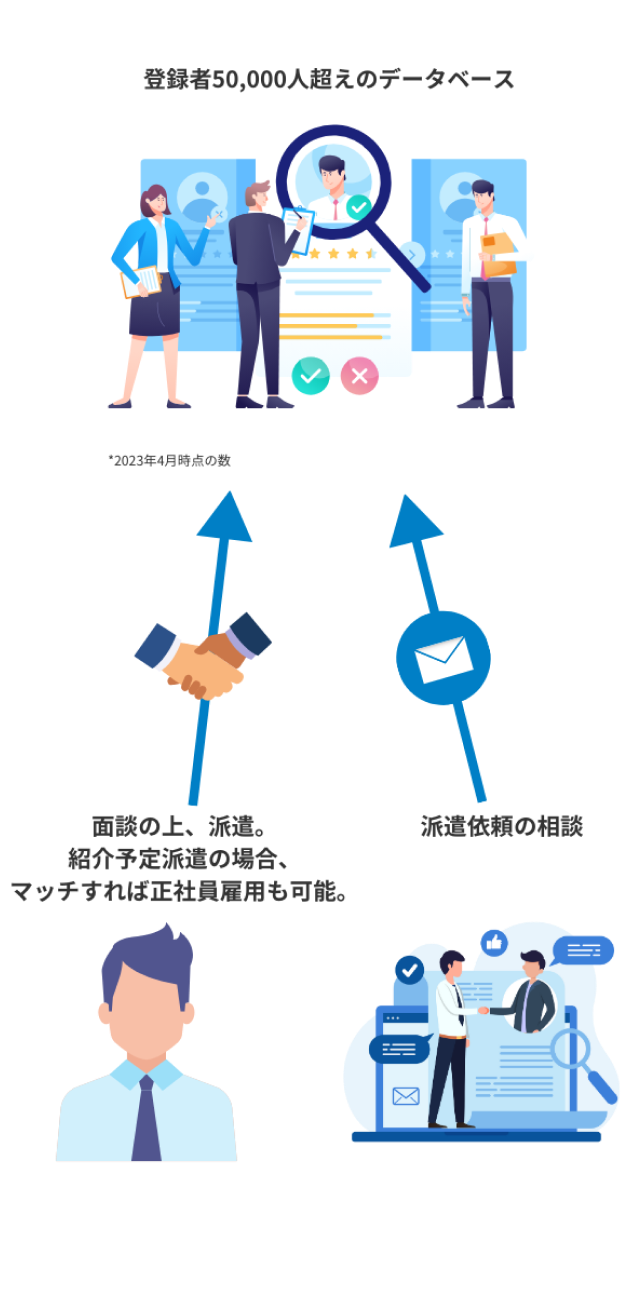 登録者50,000人超えのデータベース
*2023年4月時点の数
面談の上、派遣。
紹介予定派遣の場合、
マッチすれば正社員雇用も可能。
派遣依頼の相談